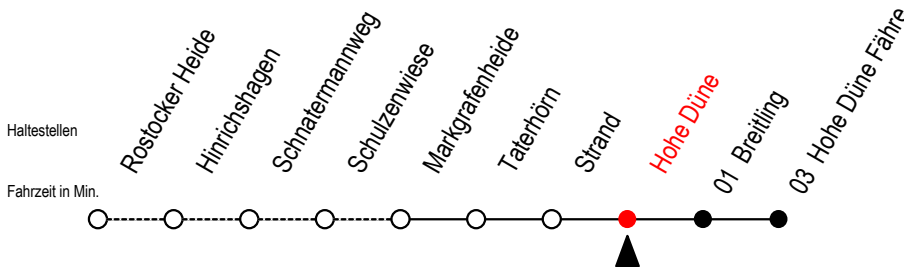 Haltestellen
Fahrzeit in Min.
Rostocker Heide
Hinrichshagen
Schnatermannweg
Schulzenwiese
Markgrafenheide
Taterhörn
Strand
Hohe Düne
01 Breitling
03 Hohe Düne Fähre